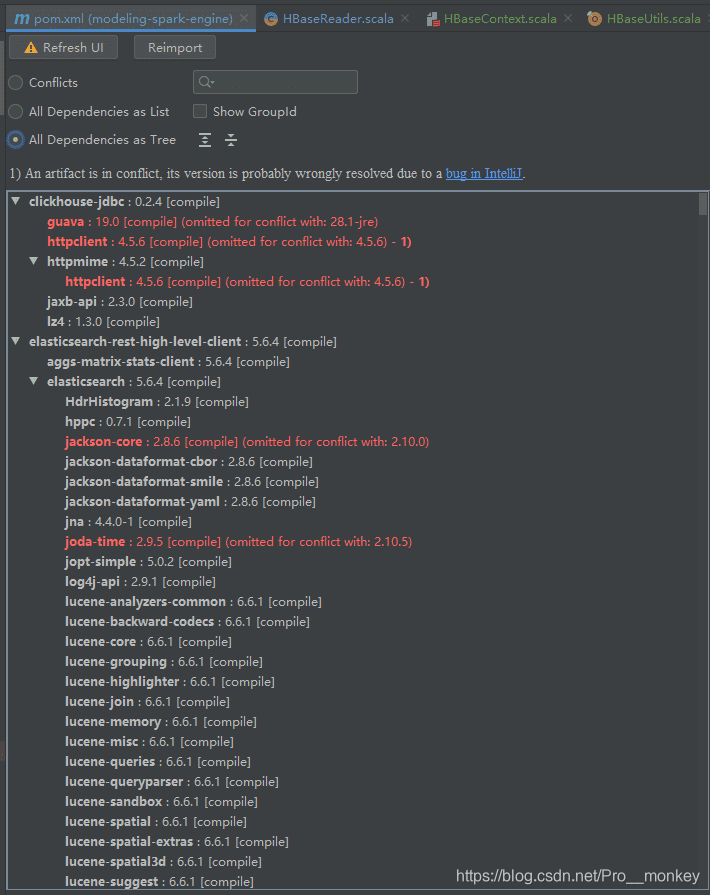 pom.xml (modeling-spark-engine) HBaseReader.scala HBaseContext.scala HBaseUtils.scala
Refresh UI Reimport
Conflicts
All Dependencies as List Show GroupId
All Dependencies as Tree
1) An artifact is in conflict, its version is probably wrongly resolved due to a bug in IntelliJ.
clickhouse-jdbc : 0.2.4 [compile]
guava : 19.0 [compile] (omitted for conflict with: 28.1-jre)
httpclient : 4.5.6 [compile] (omitted for conflict with: 4.5.6) - 1)
httpmime : 4.5.2 [compile]
httpclient : 4.5.6 [compile] (omitted for conflict with: 4.5.6) - 1)
jaxb-api : 2.3.0 [compile]
lz4 : 1.3.0 [compile]
elasticsearch-rest-high-level-client : 5.6.4 [compile]
aggs-matrix-stats-client : 5.6.4 [compile]
elasticsearch : 5.6.4 [compile]
HdrHistogram : 2.1.9 [compile]
hppc : 0.7.1 [compile]
jackson-core : 2.8.6 [compile] (omitted for conflict with: 2.10.0)
jackson-dataformat-cbor : 2.8.6 [compile]
jackson-dataformat-smile : 2.8.6 [compile]
jackson-dataformat-yaml : 2.8.6 [compile]
jna : 4.4.0-1 [compile]
joda-time : 2.9.5 [compile] (omitted for conflict with: 2.10.5)
jopt-simple : 5.0.2 [compile]
log4j-api : 2.9.1 [compile]
lucene-analyzers-common : 6.6.1 [compile]
lucene-backward-codecs : 6.6.1 [compile]
lucene-core : 6.6.1 [compile]
lucene-grouping : 6.6.1 [compile]
lucene-highlighter : 6.6.1 [compile]
lucene-join : 6.6.1 [compile]
lucene-memory : 6.6.1 [compile]
lucene-misc : 6.6.1 [compile]
lucene-queries : 6.6.1 [compile]
lucene-queryparser : 6.6.1 [compile]
lucene-sandbox : 6.6.1 [compile]
lucene-spatial : 6.6.1 [compile]
lucene-spatial-extras : 6.6.1 [compile]
lucene-spatial3d : 6.6.1 [compile]
lucene-suggest : 6.6.1 [compile]
https://blog.csdn.net/Pro__monkey